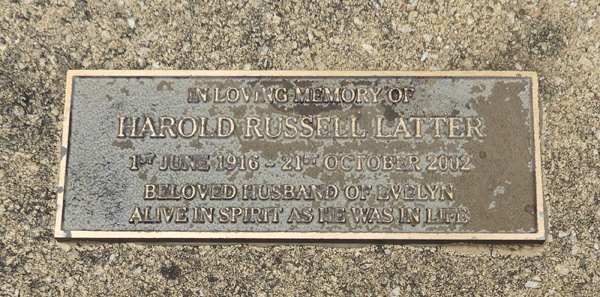 IN LOVING MEMORY OF
HAROLD RUSSELL LATTER
1ST JUNE 1916 ~ 21ST OCTOBER 2002
BELOVED HUSBAND OF EVELYN
ALIVE IN SPIRIT AS HE WAS IN LIFE